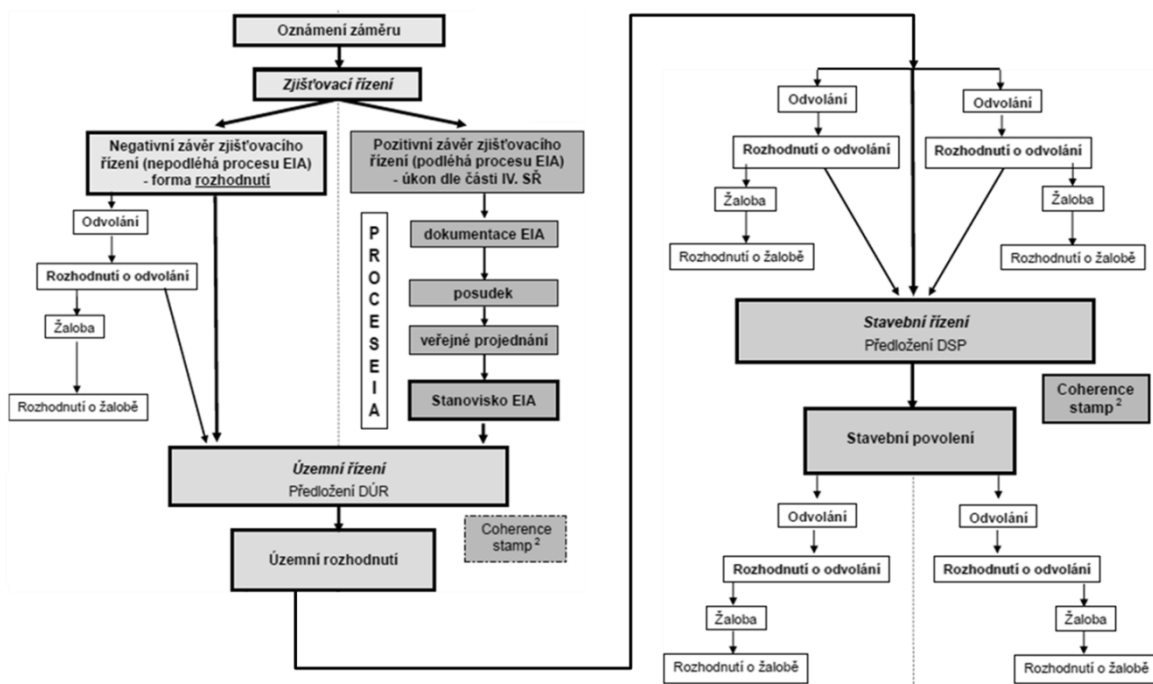 Oznámení záměru
Zjišťovací řízení
Negativní závěr zjišťovacího
řízení (nepodléhá procesu EIA)
- forma rozhodnutí
Pozitivní závěr zjišťovacího
řízení (podléhá procesu EIA)
- úkon dle části IV. SŘ
Odvolání
Rozhodnutí o odvolání
Žaloba
Rozhodnutí o žalobě
P
R
O
C
E
S
E
I
A
dokumentace EIA
posudek
veřejné projednání
Stanovisko EIA
Územní řízení
Předložení DÚR
Coherence
stamp 2
Územní rozhodnutí
Odvolání
Odvolání
Rozhodnutí o odvolání
Rozhodnutí o odvolání
Žaloba
Žaloba
Rozhodnutí o žalobě
Rozhodnutí o žalobě
Stavební řízení
Předložení DSP
Coherence
stamp 2
Stavební povolení
Odvolání
Odvolání
Rozhodnutí o odvolání
Rozhodnutí o odvolání
Žaloba
Žaloba
Rozhodnutí o žalobě
Rozhodnutí o žalobě